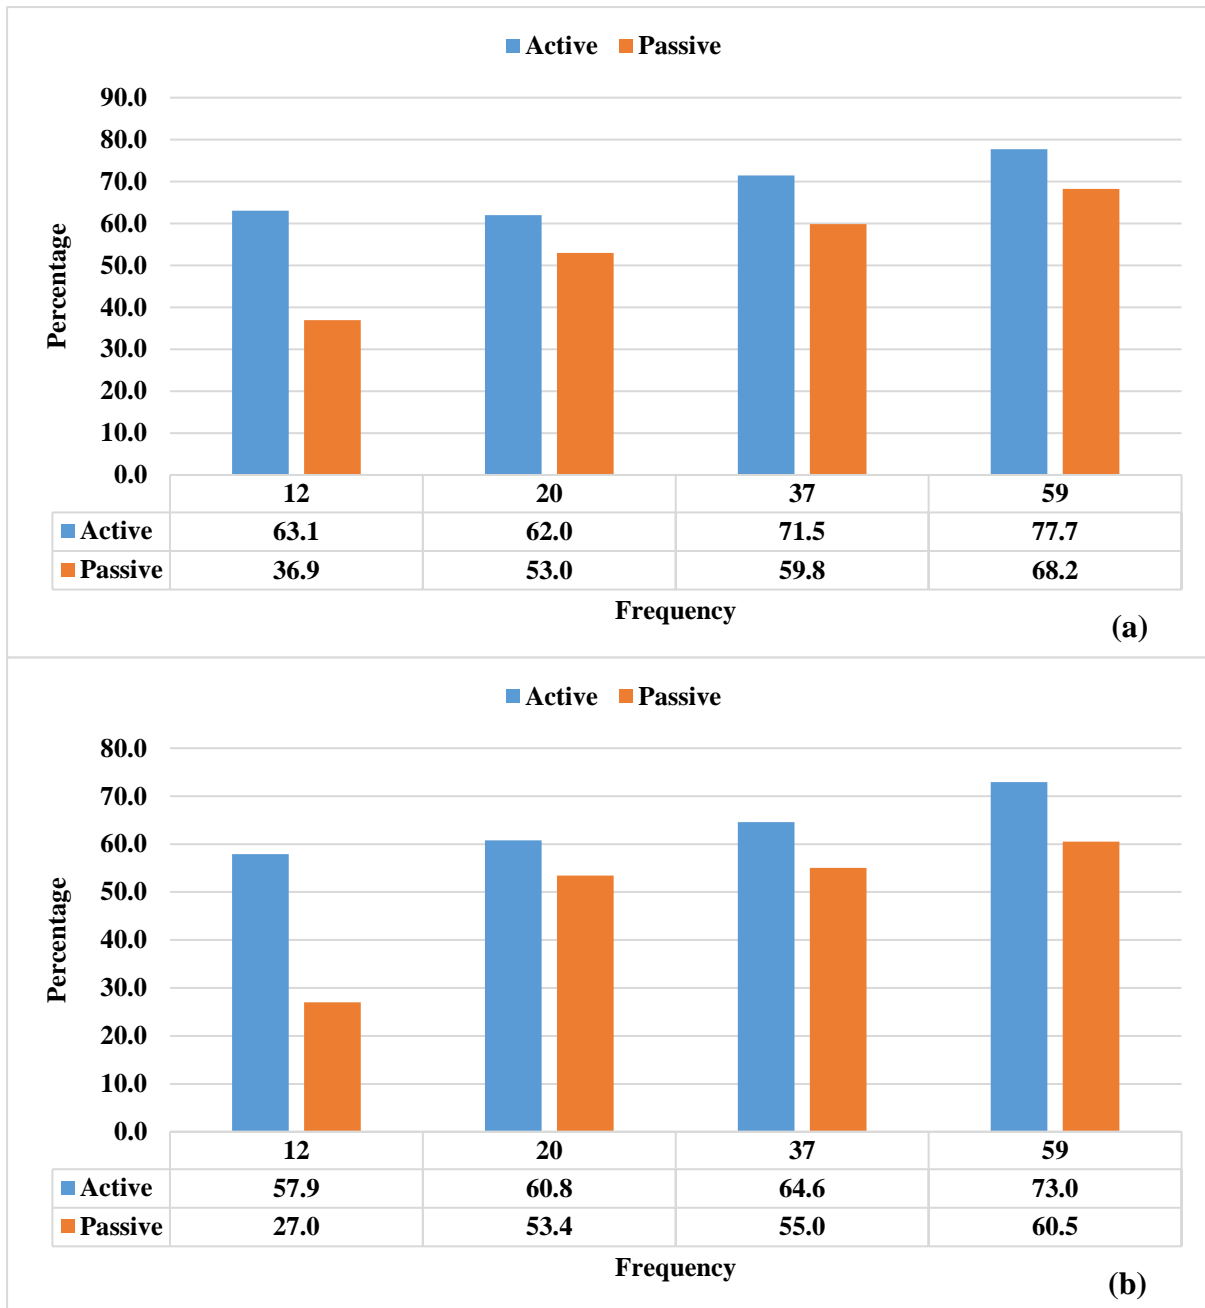 Active Passive
90.0
80.0
70.0
60.0
50.0
40.0
30.0
20.0
10.0
0.0
Percentage
12 20 37 59
Active 63.1 62.0 71.5 77.7
Passive 36.9 53.0 59.8 68.2
Frequency
(a)
Active Passive
80.0
70.0
60.0
50.0
40.0
30.0
20.0
10.0
0.0
Percentage
12 20 37 59
Active 57.9 60.8 64.6 73.0
Passive 27.0 53.4 55.0 60.5
Frequency
(b)